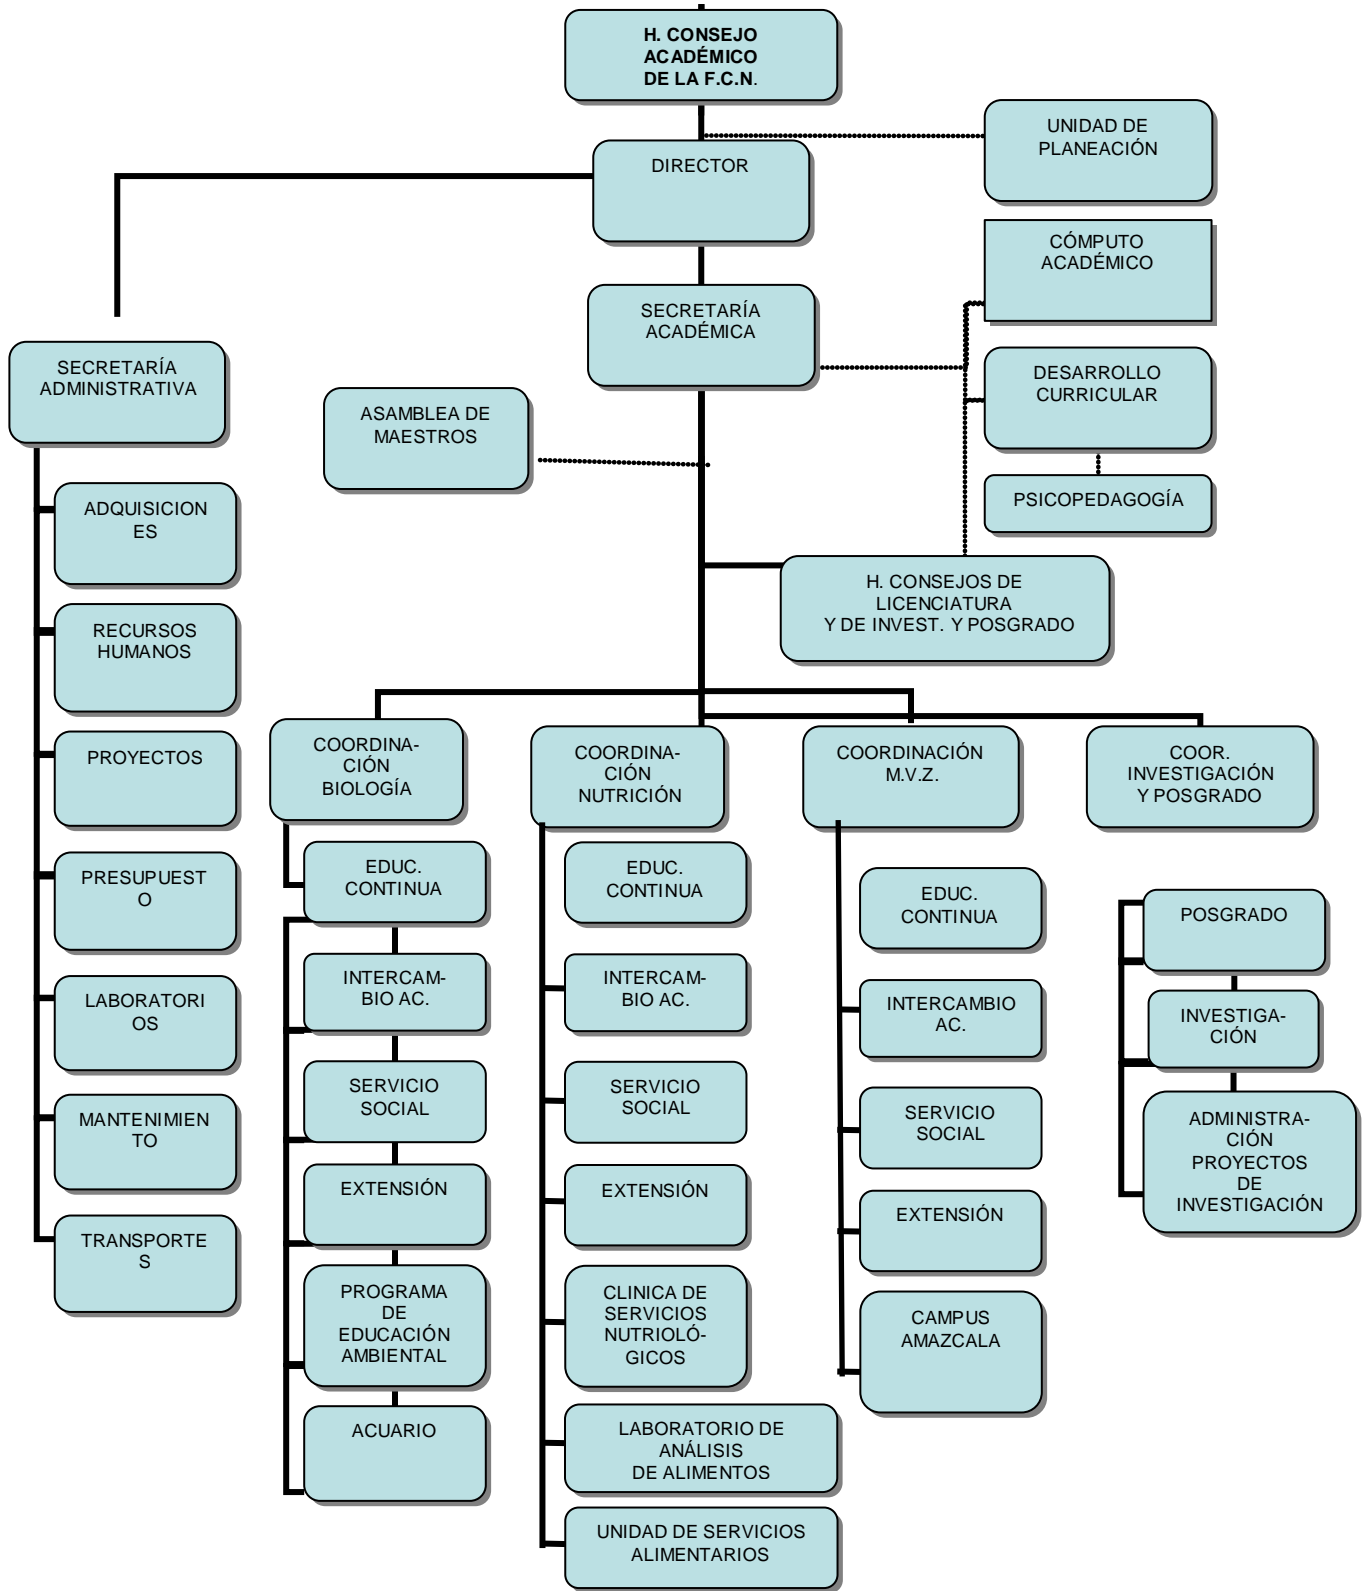 H. CONSEJO
ACADÉMICO
DE LA F.C.N.
UNIDAD DE
PLANEACIÓN
DIRECTOR
CÓMPUTO
ACADÉMICO
SECRETARÍA
ACADÉMICA
SECRETARÍA
ADMINISTRATIVA
DESARROLLO
CURRICULAR
ASAMBLEA DE
MAESTROS
PSICOPEDAGOGÍA
H. CONSEJOS DE
LICENCIATURA
Y DE INVEST. Y POSGRADO
ADQUISICION
ES
RECURSOS
HUMANOS
PROYECTOS
PRESUPUEST
O
LABORATORI
OS
MANTENIMIEN
TO
TRANSPORTE
S
COORDINA-
CIÓN
BIOLOGÍA
EDUC.
CONTINUA
INTERCAM-
BIO AC.
SERVICIO
SOCIAL
EXTENSIÓN
PROGRAMA
DE
EDUCACIÓN
AMBIENTAL
ACUARIO
COORDINA-
CIÓN
NUTRICIÓN
EDUC.
CONTINUA
INTERCAM-
BIO AC.
SERVICIO
SOCIAL
EXTENSIÓN
CLINICA DE
SERVICIOS
NUTRIOLÓ-
GICOS
LABORATORIO DE
ANÁLISIS
DE ALIMENTOS
UNIDAD DE SERVICIOS
ALIMENTARIOS
COORDINACIÓN
M.V.Z.
EDUC.
CONTINUA
INTERCAMBIO
AC.
SERVICIO
SOCIAL
EXTENSIÓN
CAMPUS
AMAZCALA
COOR.
INVESTIGACIÓN
Y POSGRADO
POSGRADO
INVESTIGA-
CIÓN
ADMINISTRA-
CIÓN
PROYECTOS
DE
INVESTIGACIÓN